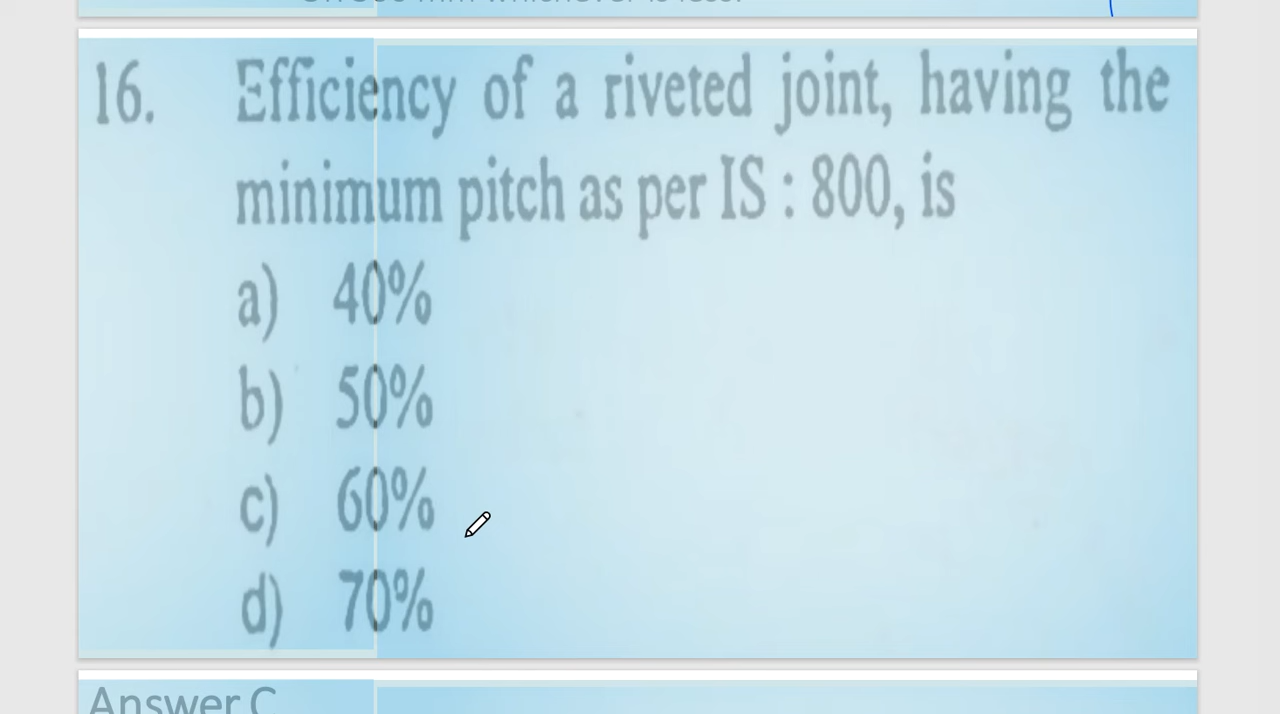 16. Efficiency of a riveted joint, having the
minimum pitch as per IS : 800, is
a) 40%
b) 50%
c) 60%
d) 70%
Answer C